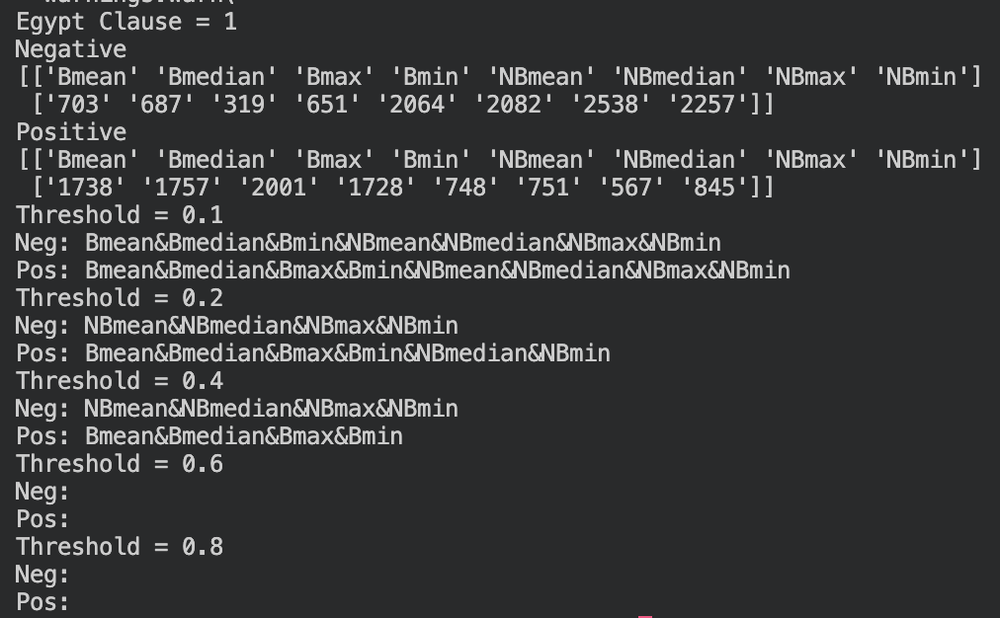 warnings.warn(
Egypt Clause = 1
Negative
[['Bmean' 'Bmedian' 'Bmax' 'Bmin' 'NBmean' 'NBmedian' 'NBmax' 'NBmin']
['703' '687' '319' '651' '2064' '2082' '2538' '2257']]
Positive
[['Bmean' 'Bmedian' 'Bmax' 'Bmin' 'NBmean' 'NBmedian' 'NBmax' 'NBmin']
['1738' '1757' '2001' '1728' '748' '751' '567' '845']]
Threshold = 0.1
Neg: Bmean&Bmedian&Bmin&NBmean&NBmedian&NBmax&NBmin
Pos: Bmean&Bmedian&Bmax&Bmin&NBmean&NBmedian&NBmax&NBmin
Threshold = 0.2
Neg: NBmean&NBmedian&NBmax&NBmin
Pos: Bmean&Bmedian&Bmax&Bmin&NBmedian&NBmin
Threshold = 0.4
Neg: NBmean&NBmedian&NBmax&NBmin
Pos: Bmean&Bmedian&Bmax&Bmin
Threshold = 0.6
Neg:
Pos:
Threshold = 0.8
Neg:
Pos: